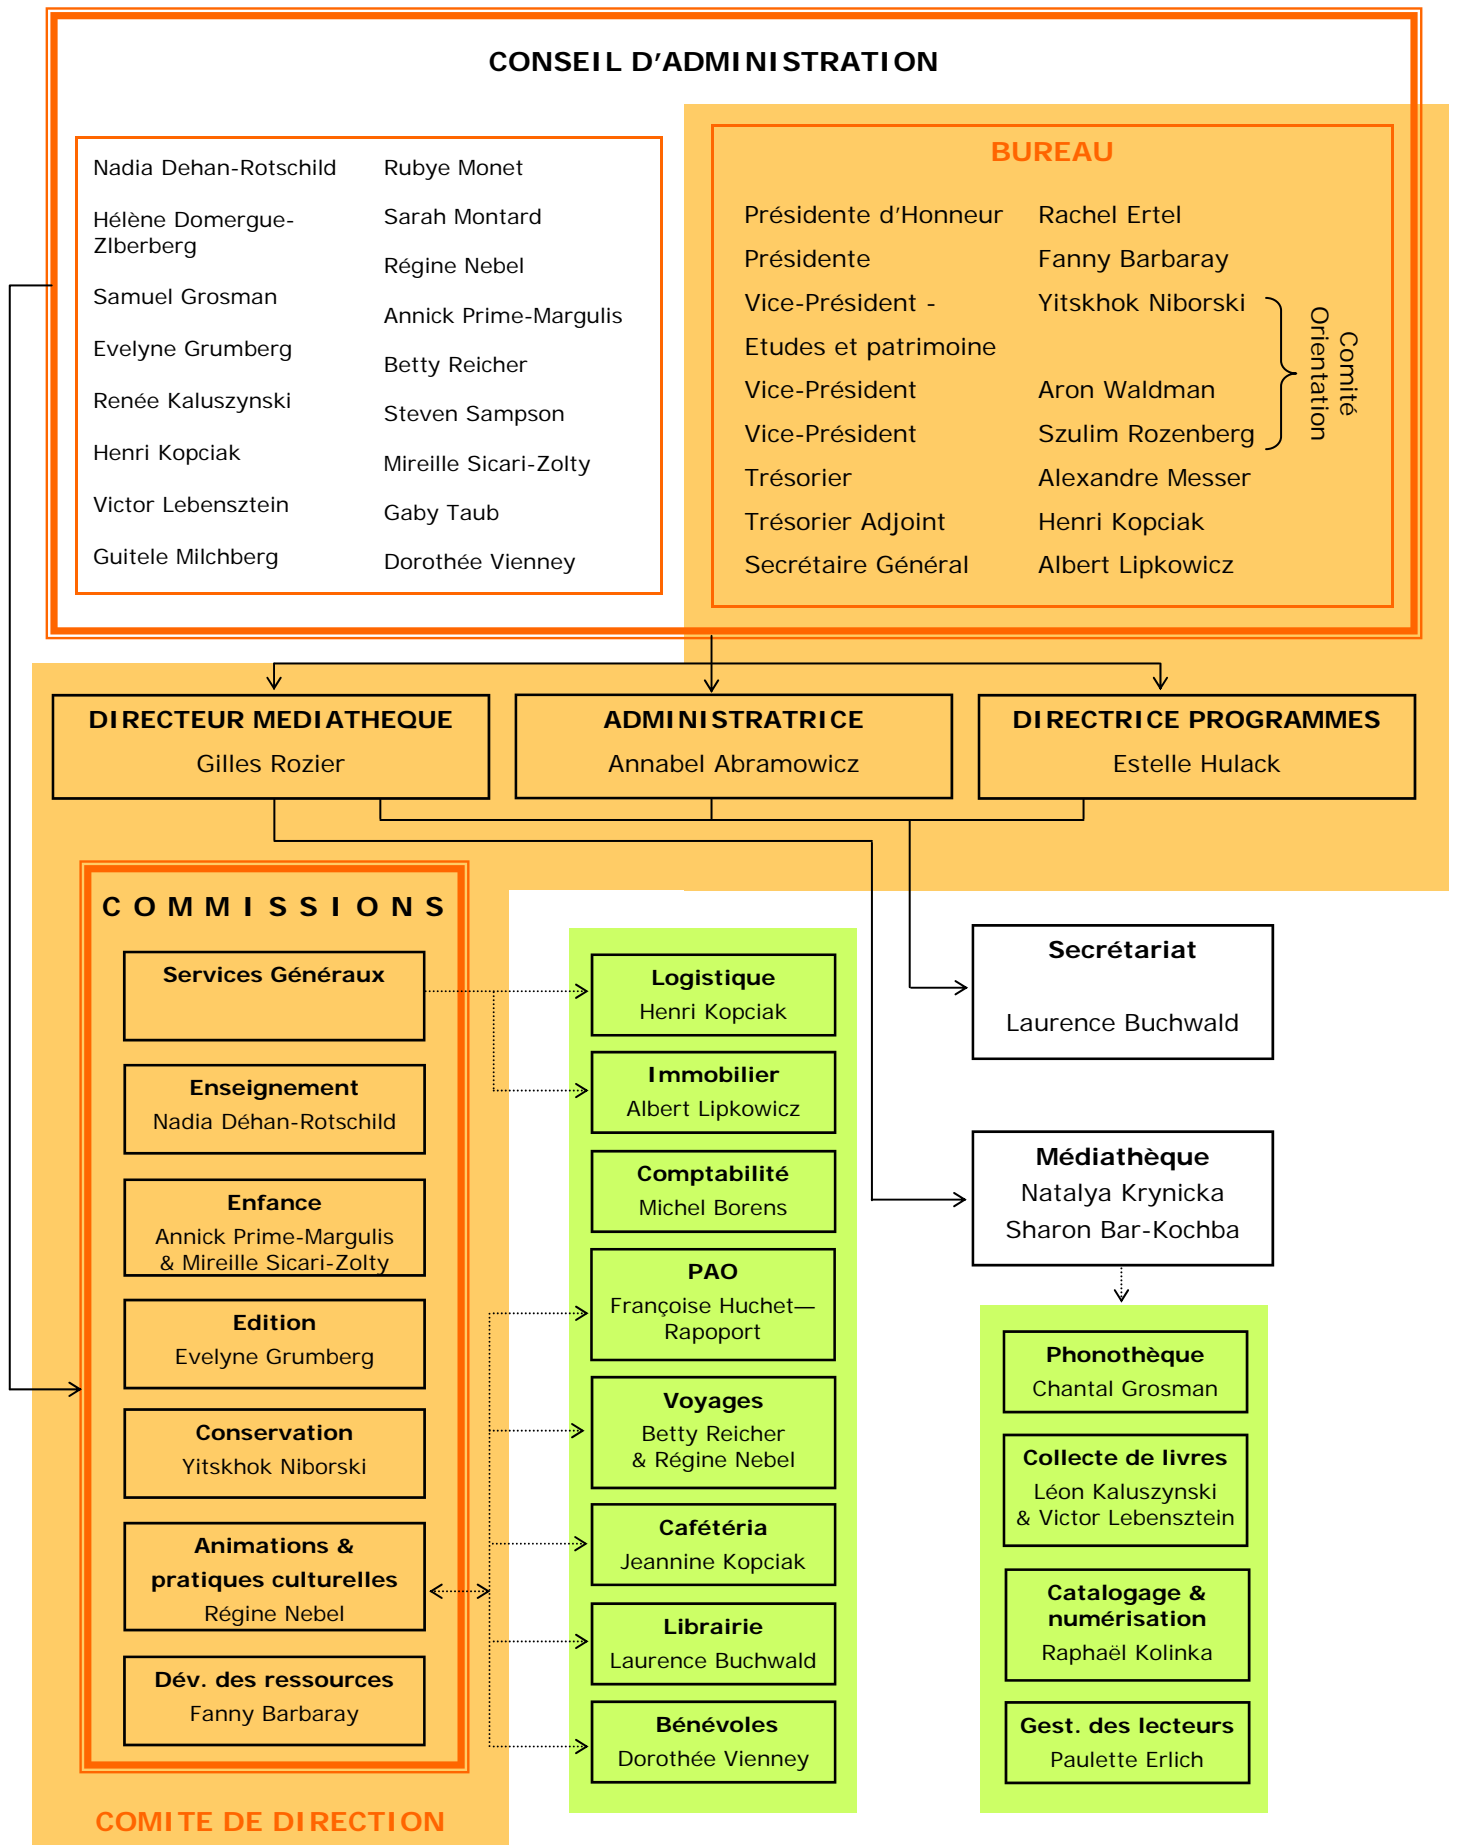 CONSEIL D'ADMINISTRATION
Nadia Dehan-Rotschild
Hélène Domergue-
ZIberberg
Samuel Grosman
Evelyne Grumberg
Renée Kaluszynski
Henri Kopciak
Victor Lebensztein
Guitele Milchberg
Rubye Monet
Sarah Montard
Régine Nebel
Annick Prime-Margulis
Betty Reicher
Steven Sampson
Mireille Sicari-Zolty
Gaby Taub
Dorothée Vienney
BUREAU
Présidente d'Honneur Rachel Ertel
Présidente Fanny Barbaray
Vice-Président - Yitskhok Niborski
Etudes et patrimoine
Vice-Président Aron Waldman
Vice-Président Szulim Rozenberg
Trésorier Alexandre Messer
Trésorier Adjoint Henri Kopciak
Secrétaire Général Albert Lipkowicz
Comité
Orientation
DIRECTEUR MEDIATHEQUE
Gilles Rozier
ADMINISTRATRICE
Annabel Abramowicz
DIRECTRICE PROGRAMMES
Estelle Hulack
COMMISSIONS
Services Généraux
Enseignement
Nadia Déhan-Rotschild
Enfance
Annick Prime-Margulis
& Mireille Sicari-Zolty
Edition
Evelyne Grumberg
Conservation
Yitskhok Niborski
Animations &
pratiques culturelles
Régine Nebel
Dév. des ressources
Fanny Barbaray
COMITE DE DIRECTION
Logistique
Henri Kopciak
Immobilier
Albert Lipkowicz
Comptabilité
Michel Borens
PAO
Françoise Huchet—
Rapoport
Voyages
Betty Reicher
& Régine Nebel
Cafétéria
Jeannine Kopciak
Librairie
Laurence Buchwald
Bénévoles
Dorothée Vienney
Secrétariat
Laurence Buchwald
Médiathèque
Natalya Krynicka
Sharon Bar-Kochba
Phonothèque
Chantal Grosman
Collecte de livres
Léon Kaluszynski
& Victor Lebensztein
Catalogage &
numérisation
Raphaël Kolinka
Gest. des lecteurs
Paulette Erlich